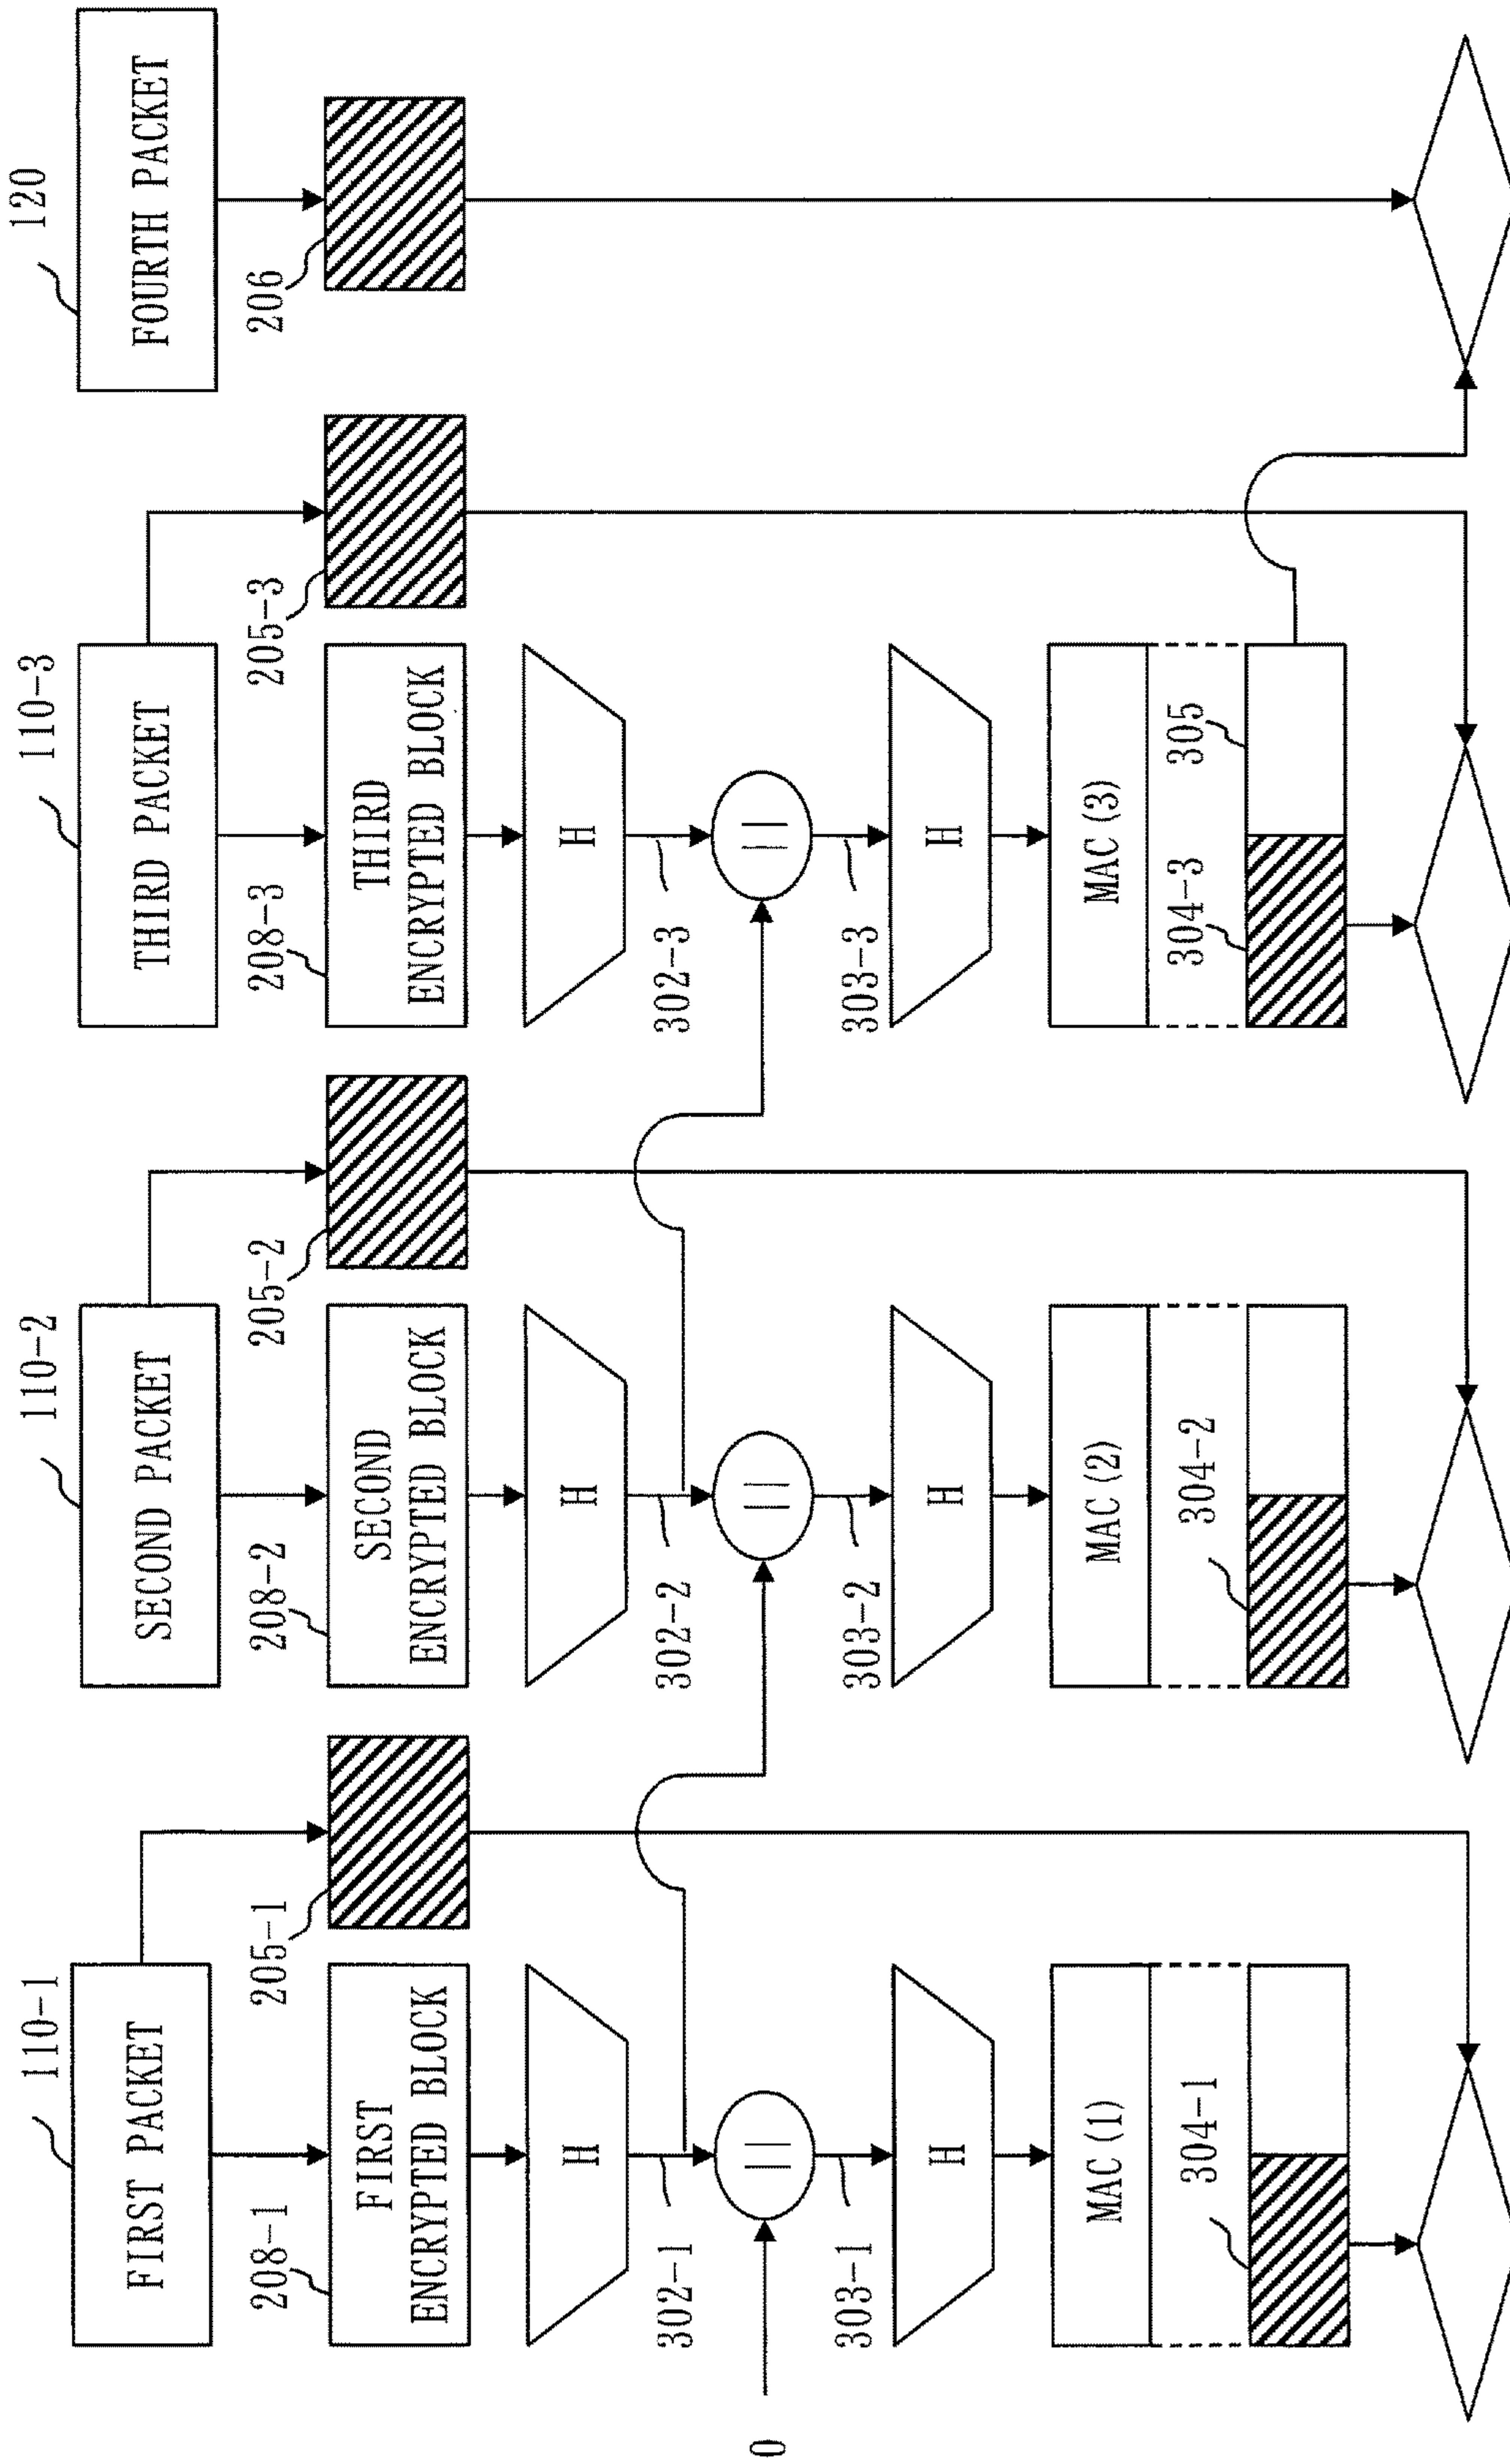 110-1
110-2
110-3
120
FIRST PACKET
SECOND PACKET
THIRD PACKET
FOURTH PACKET
208-1
205-1
208-2
205-2
208-3
205-3
206
FIRST
ENCRYPTED BLOCK
SECOND
ENCRYPTED BLOCK
THIRD
ENCRYPTED BLOCK
H
H
H
302-1
302-2
302-3
0
||
||
||
303-1
303-2
303-3
H
H
H
MAC (1)
MAC (2)
MAC (3)
304-1
304-2
304-3
305